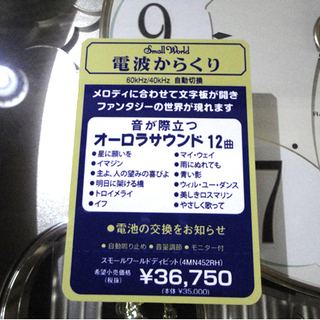 9
Small World
電波からくり
60kHz/40kHz 自動切換
メロディに合わせて文字板が開き
ファンタジーの世界が現れます
音が際立つ
オーロラサウンド 12曲
●星に願いを
●イマジン
●主よ、人の望みの喜びよ
●明日に架ける橋
●トロイメライ
●イフ
●マイ・ウェイ
●雨にぬれても
●青い影
●ウィル・ユー・ダンス
●美しきロスマリン
●やさしく歌って
●電池の交換をお知らせ
●自動鳴り止め ●音量調節 ●モニター付
スモールワールドティビット(4MN452RH)
希望小売価格
(税抜)
¥36,750
(本体 ¥35,000)